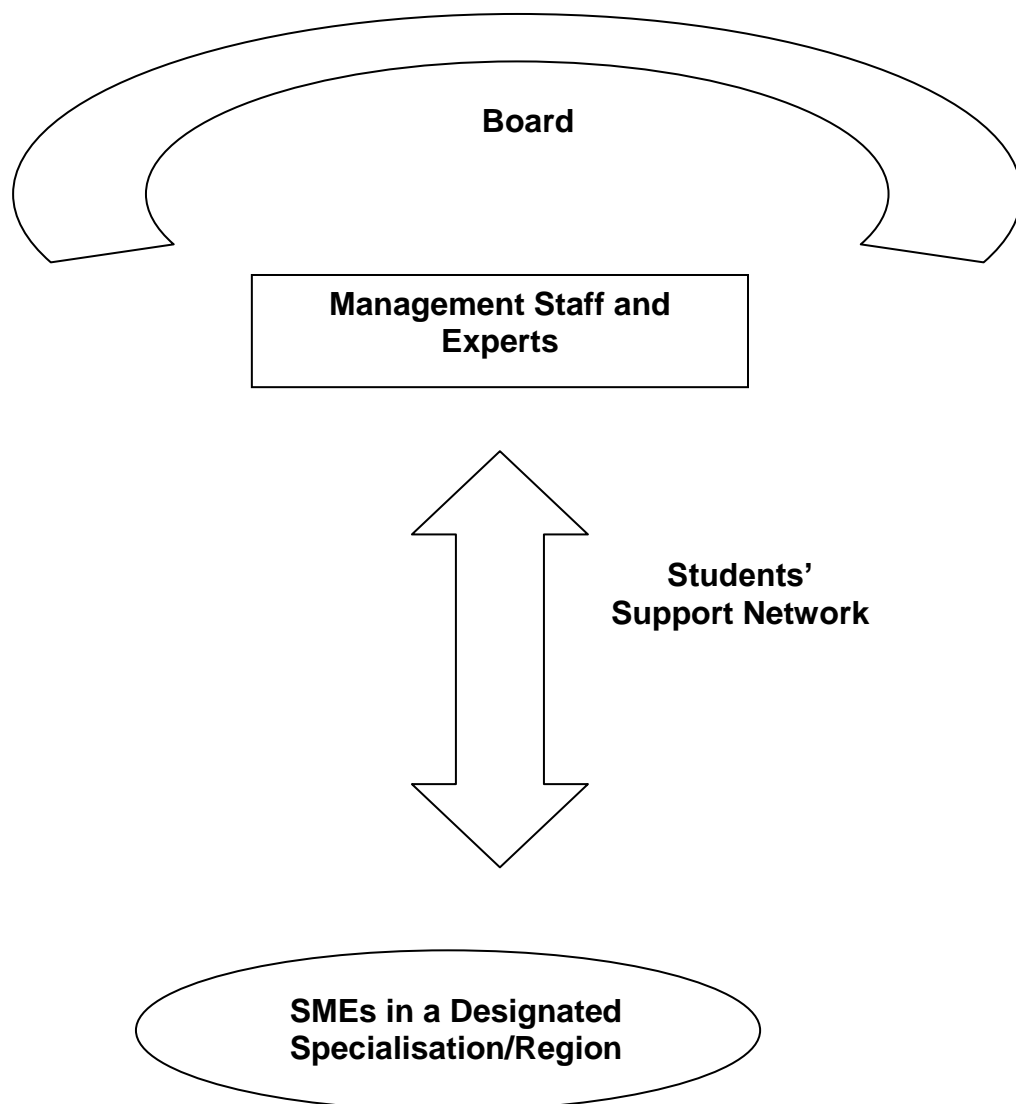 Board
Management Staff and
Experts
Students’
Support Network
SMEs in a Designated
Specialisation/Region